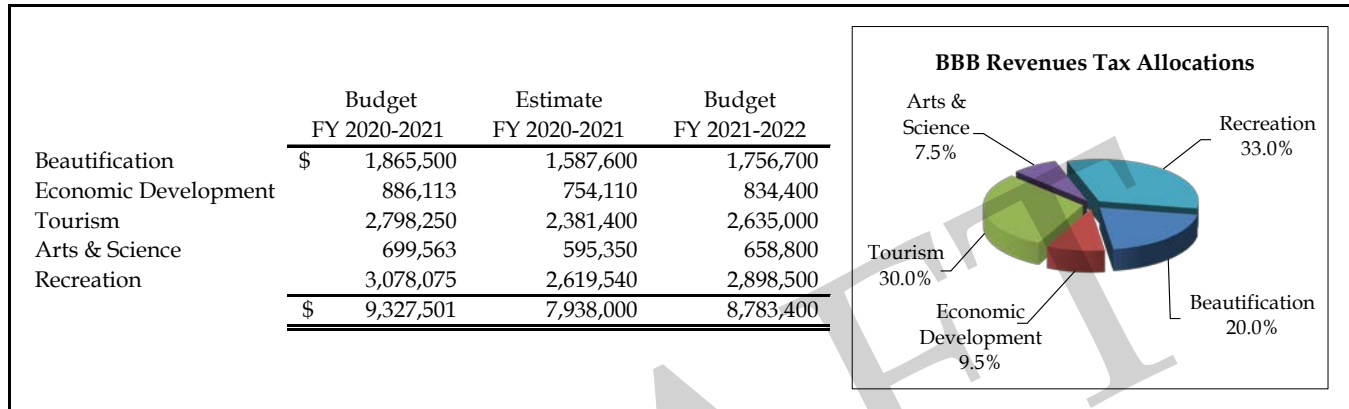 Budget Estimate Budget
FY 2020-2021 FY 2020-2021 FY 2021-2022
Beautification $ 1,865,500 1,587,600 1,756,700
Economic Development 886,113 754,110 834,400
Tourism 2,798,250 2,381,400 2,635,000
Arts & Science 699,563 595,350 658,800
Recreation 3,078,075 2,619,540 2,898,500
$ 9,327,501 7,938,000 8,783,400
BBB Revenues Tax Allocations
Arts &
Science
7.5%
Recreation
33.0%
Tourism
30.0%
Economic
Development
9.5%
Beautification
20.0%